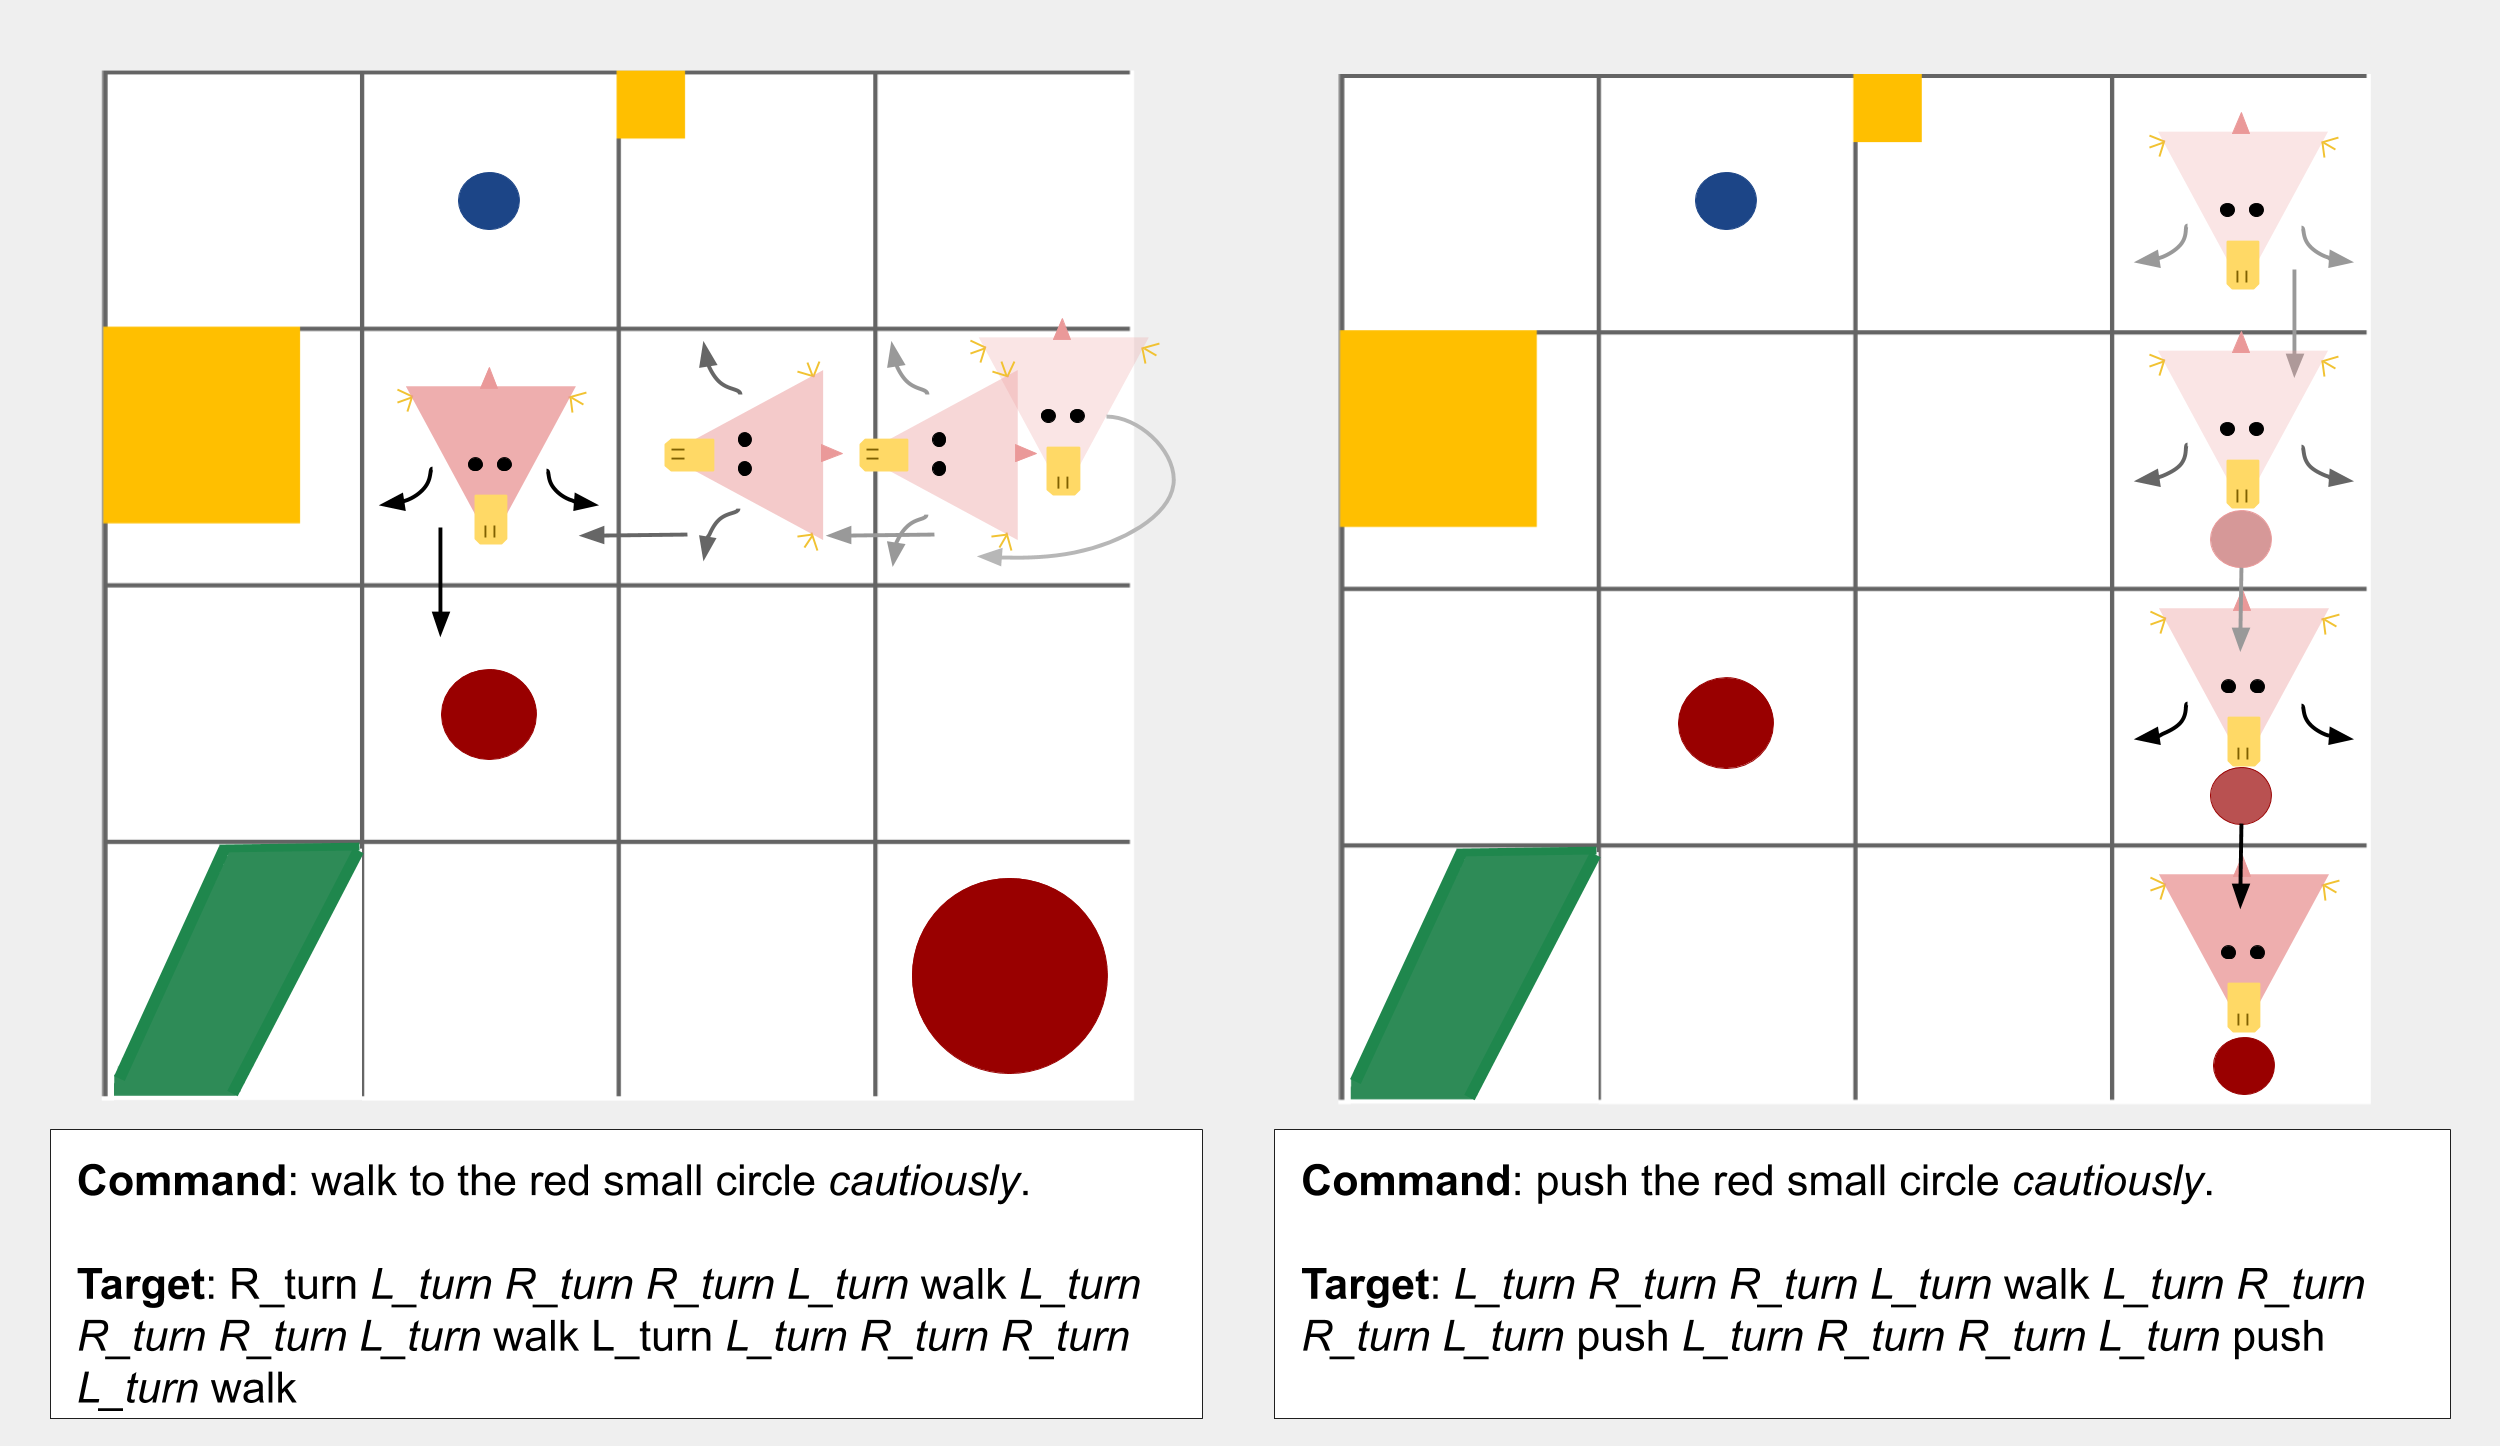 Command: walk to the red small circle cautiously.
Target: R_turn L_turn R_turn R_turn L_turn walk L_turn
R_turn R_turn L_turn walk L_turn L_turn R_turn R_turn
L_turn walk
Command: push the red small circle cautiously.
Target: L_turn R_turn R_turn L_turn walk L_turn R_turn
R_turn L_turn push L_turn R_turn R_turn L_turn push